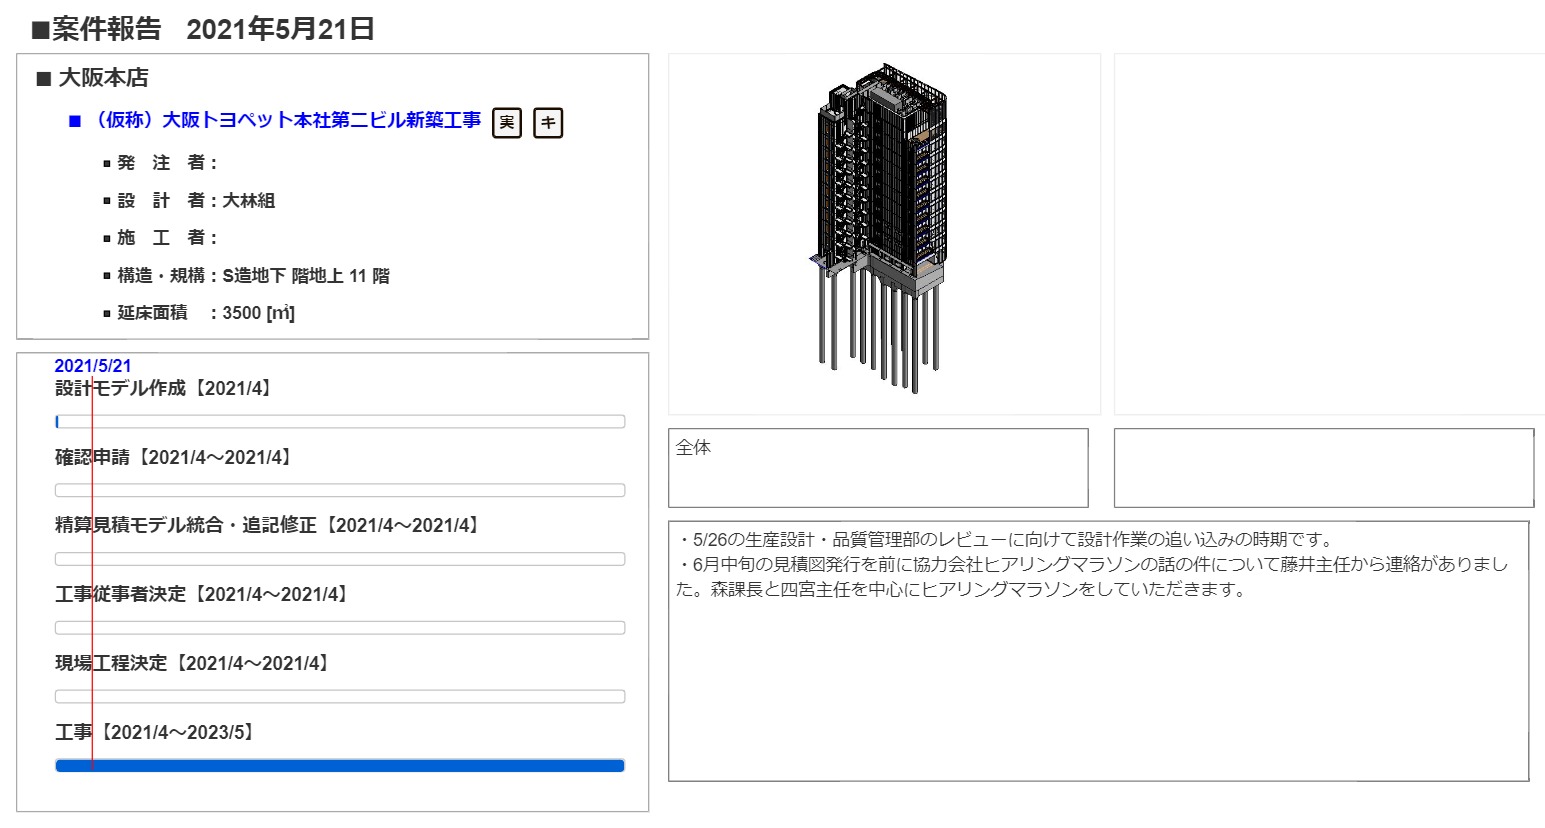 ■案件報告 2021年5月21日
■ 大阪本店
■ （仮称）大阪トヨペット本社第二ビル新築工事 実 キ
▪ 発 注 者：
▪ 設 計 者：大林組
▪ 施 工 者：
▪ 構造・規構：S造地下 階地上 11 階
▪ 延床面積 ：3500 [㎡]
2021/5/21
設計モデル作成【2021/4】
確認申請【2021/4～2021/4】
精算見積モデル統合・追記修正【2021/4～2021/4】
工事従事者決定【2021/4～2021/4】
現場工程決定【2021/4～2021/4】
工事【2021/4～2023/5】
全体
・5/26の生産設計・品質管理部のレビューに向けて設計作業の追い込みの時期です。
・6月中旬の見積図発行を前に協力会社ヒアリングマラソンの話の件について藤井主任から連絡がありまし
た。森課長と四宮主任を中心にヒアリングマラソンをしていただきます。